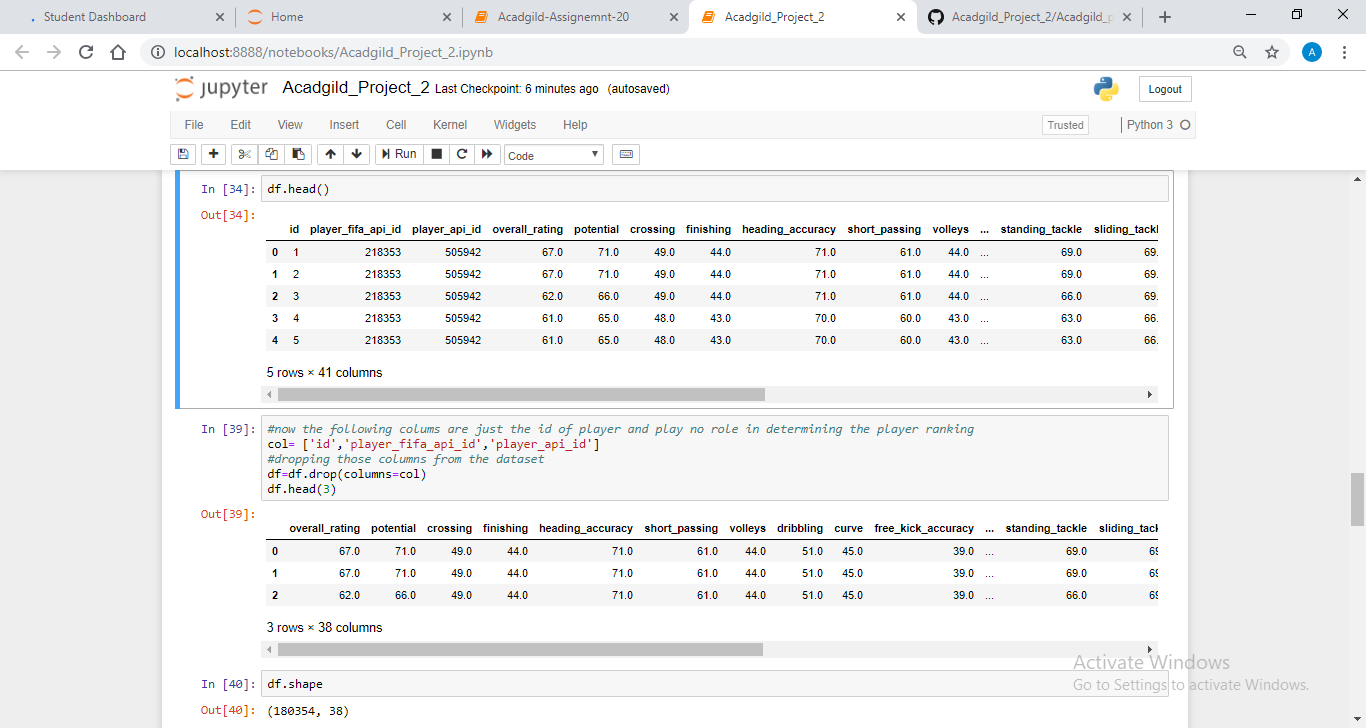 Student Dashboard × Home × Acadgild-Assignemnt-20 × Acadgild_Project_2 × Acadgild_Project_2/Acadgild_p × +
localhost:8888/notebooks/Acadgild_Project_2.ipynb A
jupyter Acadgild_Project_2 Last Checkpoint: 6 minutes ago (autosaved) Logout
File Edit View Insert Cell Kernel Widgets Help Trusted Python 3
Run Code
In [34]: df.head()
Out[34]:
id player_fifa_api_id player_api_id overall_rating potential crossing finishing heading_accuracy short_passing volleys ... standing_tackle sliding_tackl
0 1 218353 505942 67.0 71.0 49.0 44.0 71.0 61.0 44.0 ... 69.0 69.
1 2 218353 505942 67.0 71.0 49.0 44.0 71.0 61.0 44.0 ... 69.0 69.
2 3 218353 505942 62.0 66.0 49.0 44.0 71.0 61.0 44.0 ... 66.0 69.
3 4 218353 505942 61.0 65.0 48.0 43.0 70.0 60.0 43.0 ... 63.0 66.
4 5 218353 505942 61.0 65.0 48.0 43.0 70.0 60.0 43.0 ... 63.0 66.
5 rows × 41 columns
In [39]: #now the following colums are just the id of player and play no role in determining the player ranking
col= ['id','player_fifa_api_id','player_api_id']
#dropping those columns from the dataset
df=df.drop(columns=col)
df.head(3)
Out[39]:
overall_rating potential crossing finishing heading_accuracy short_passing volleys dribbling curve free_kick_accuracy ... standing_tackle sliding_tack
0 67.0 71.0 49.0 44.0 71.0 61.0 44.0 51.0 45.0 39.0 ... 69.0 69
1 67.0 71.0 49.0 44.0 71.0 61.0 44.0 51.0 45.0 39.0 ... 69.0 69
2 62.0 66.0 49.0 44.0 71.0 61.0 44.0 51.0 45.0 39.0 ... 66.0 69
3 rows × 38 columns
Activate Windows
In [40]: df.shape
Go to Settings to activate Windows.
Out[40]: (180354, 38)